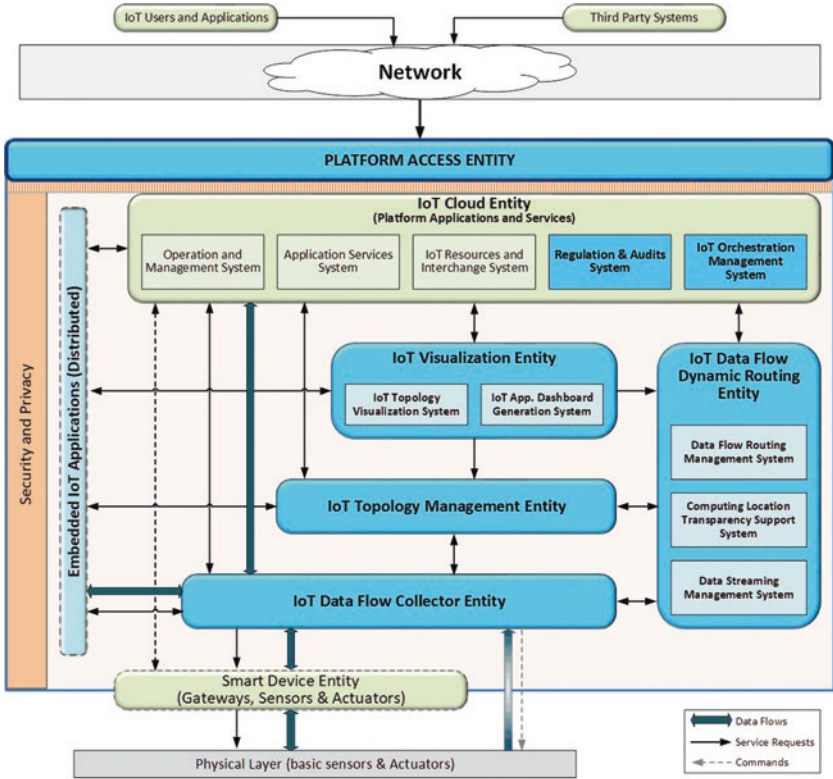 IoT Users and Applications
Third Party Systems
Network
PLATFORM ACCESS ENTITY
Security and Privacy
Embedded IoT Applications (Distributed)
IoT Cloud Entity
(Platform Applications and Services)
Operation and
Management System
Application Services
System
IoT Resources and
Interchange System
Regulation & Audits
System
IoT Orchestration
Management
System
IoT Visualization Entity
IoT Topology
Visualization System
IoT App. Dashboard
Generation System
IoT Data Flow
Dynamic Routing
Entity
Data Flow Routing
Management System
Computing Location
Transparency Support
System
Data Streaming
Management System
IoT Topology Management Entity
IoT Data Flow Collector Entity
Smart Device Entity
(Gateways, Sensors & Actuators)
Physical Layer (basic sensors & Actuators)
Data Flows
Service Requests
Commands